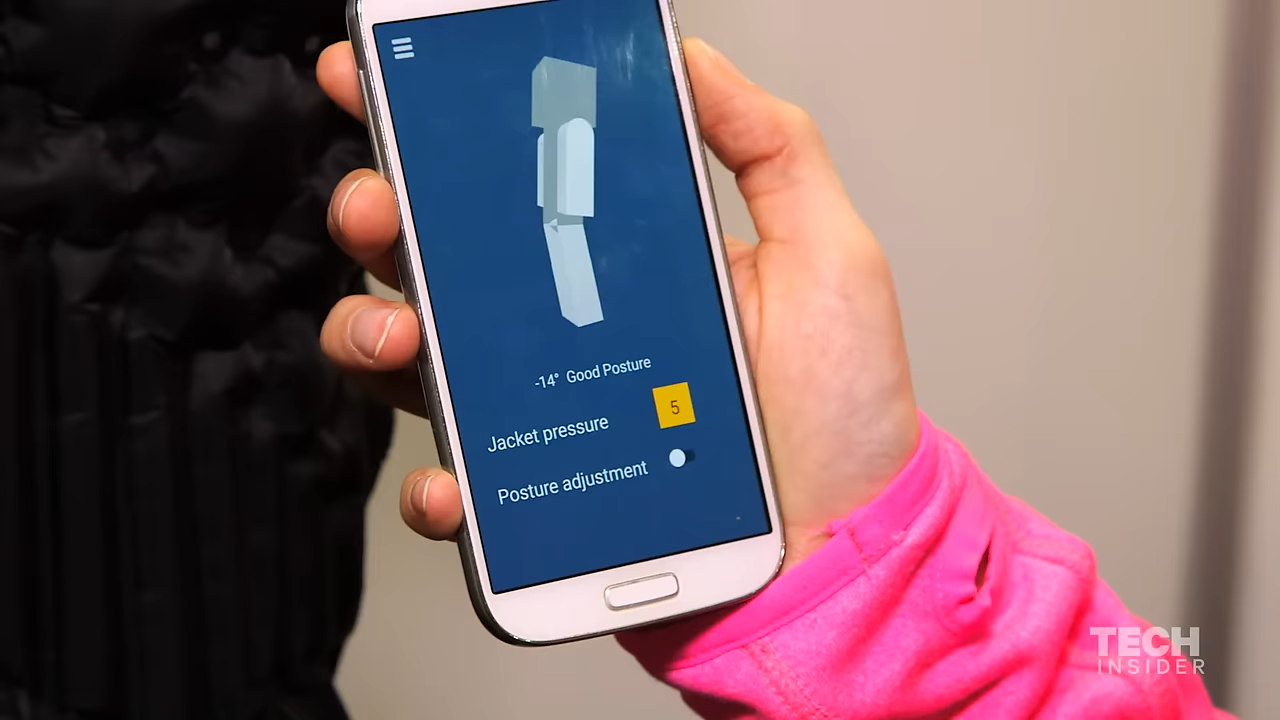 -14° Good Posture
Jacket pressure 5
Posture adjustment
TECH
INSIDER